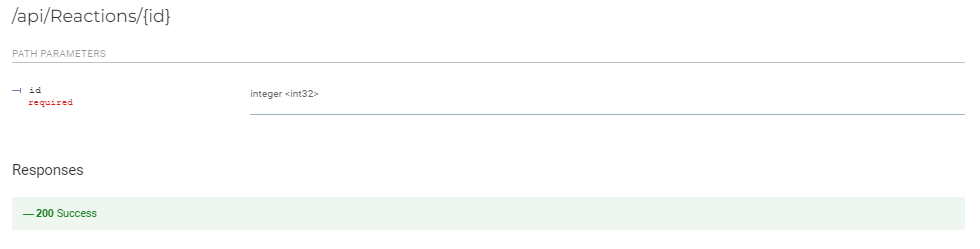 /api/Reactions/{id}
PATH PARAMETERS
id
required
integer <int32>
Responses
— 200 Success